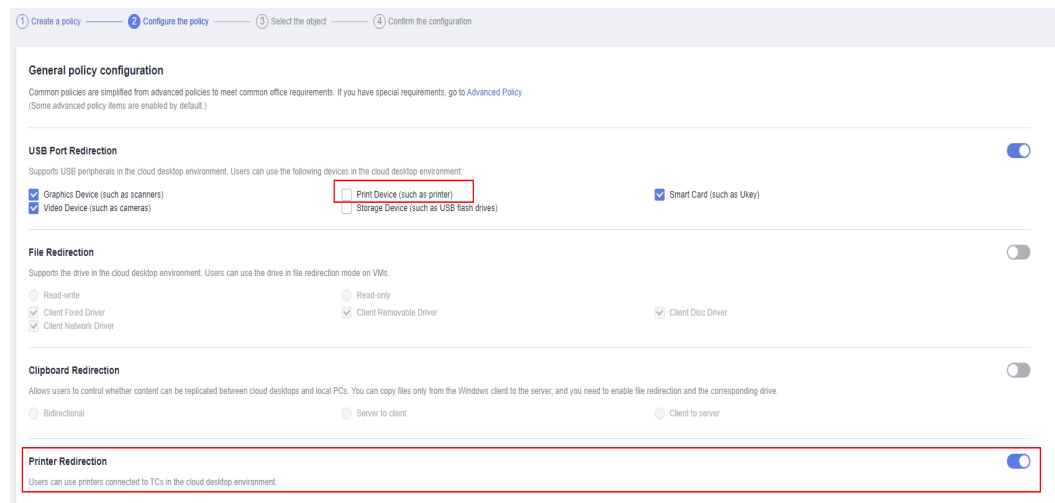 1 Create a policy 2 Configure the policy 3 Select the object 4 Confirm the configuration
General policy configuration
Common policies are simplified from advanced policies to meet common office requirements. If you have special requirements, go to Advanced Policy
(Some advanced policy items are enabled by default.)
USB Port Redirection
Supports USB peripherals in the cloud desktop environment. Users can use the following devices in the cloud desktop environment:
Graphics Device (such as scanners) Print Device (such as printer) Smart Card (such as Ukey)
Video Device (such as cameras) Storage Device (such as USB flash drives)
File Redirection
Supports the drive in the cloud desktop environment. Users can use the drive in file redirection mode on VMs.
Read-write Read-only
Client Fixed Driver Client Removable Driver Client Disc Driver
Client Network Driver
Clipboard Redirection
Allows users to control whether content can be replicated between cloud desktops and local PCs. You can copy files only from the Windows client to the server, and you need to enable file redirection and the corresponding drive.
Bidirectional Server to client Client to server
Printer Redirection
Users can use printers connected to TCs in the cloud desktop environment.